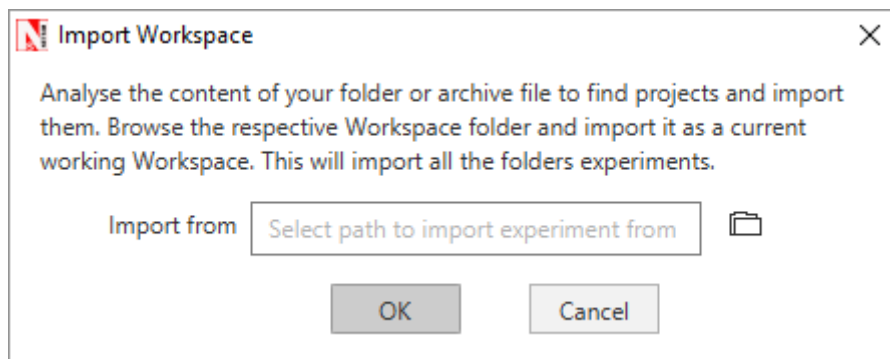 Import Workspace
Analyse the content of your folder or archive file to find projects and import
them. Browse the respective Workspace folder and import it as a current
working Workspace. This will import all the folders experiments.
Import from Select path to import experiment from
OK Cancel